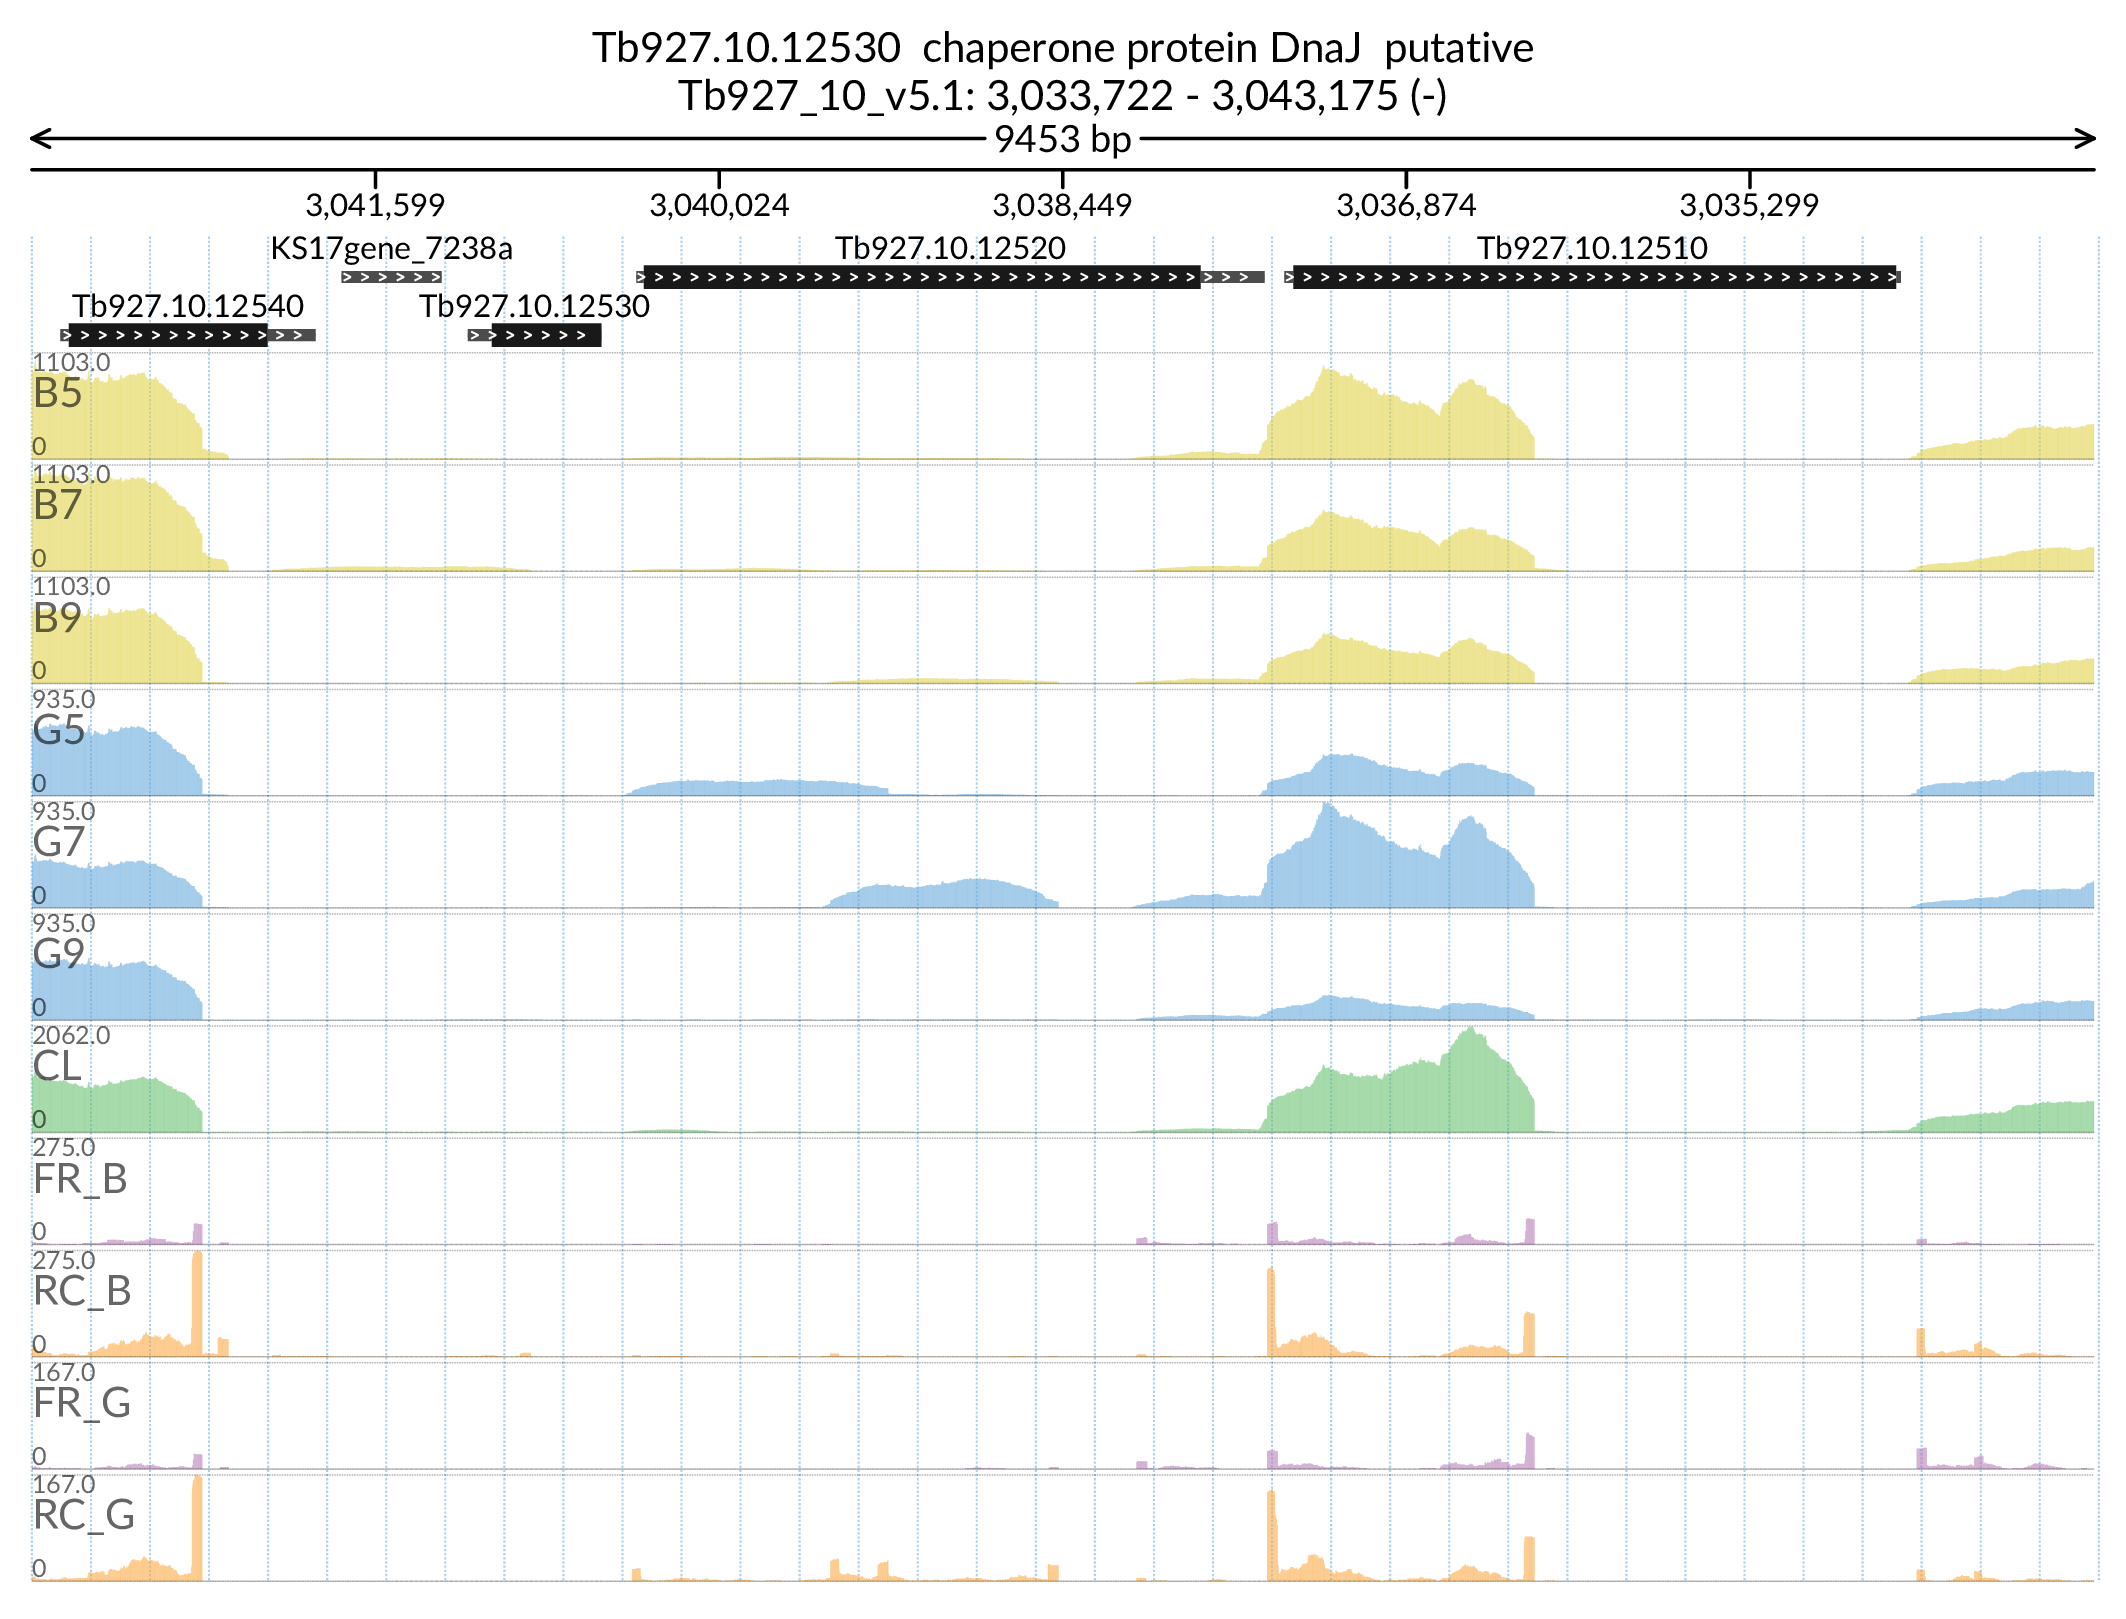 Tb927.10.12530  chaperone protein DnaJ  putative
Tb927_10_v5.1: 3,033,722 - 3,043,175 (-)
9453 bp
3,041,599 3,040,024 3,038,449 3,036,874 3,035,299
KS17gene_7238a Tb927.10.12520 Tb927.10.12510
Tb927.10.12540 Tb927.10.12530
1103.0
B5
0
1103.0
B7
0
1103.0
B9
0
935.0
G5
0
935.0
G7
0
935.0
G9
0
2062.0
CL
0
275.0
FR_B
0
275.0
RC_B
0
167.0
FR_G
0
167.0
RC_G
0